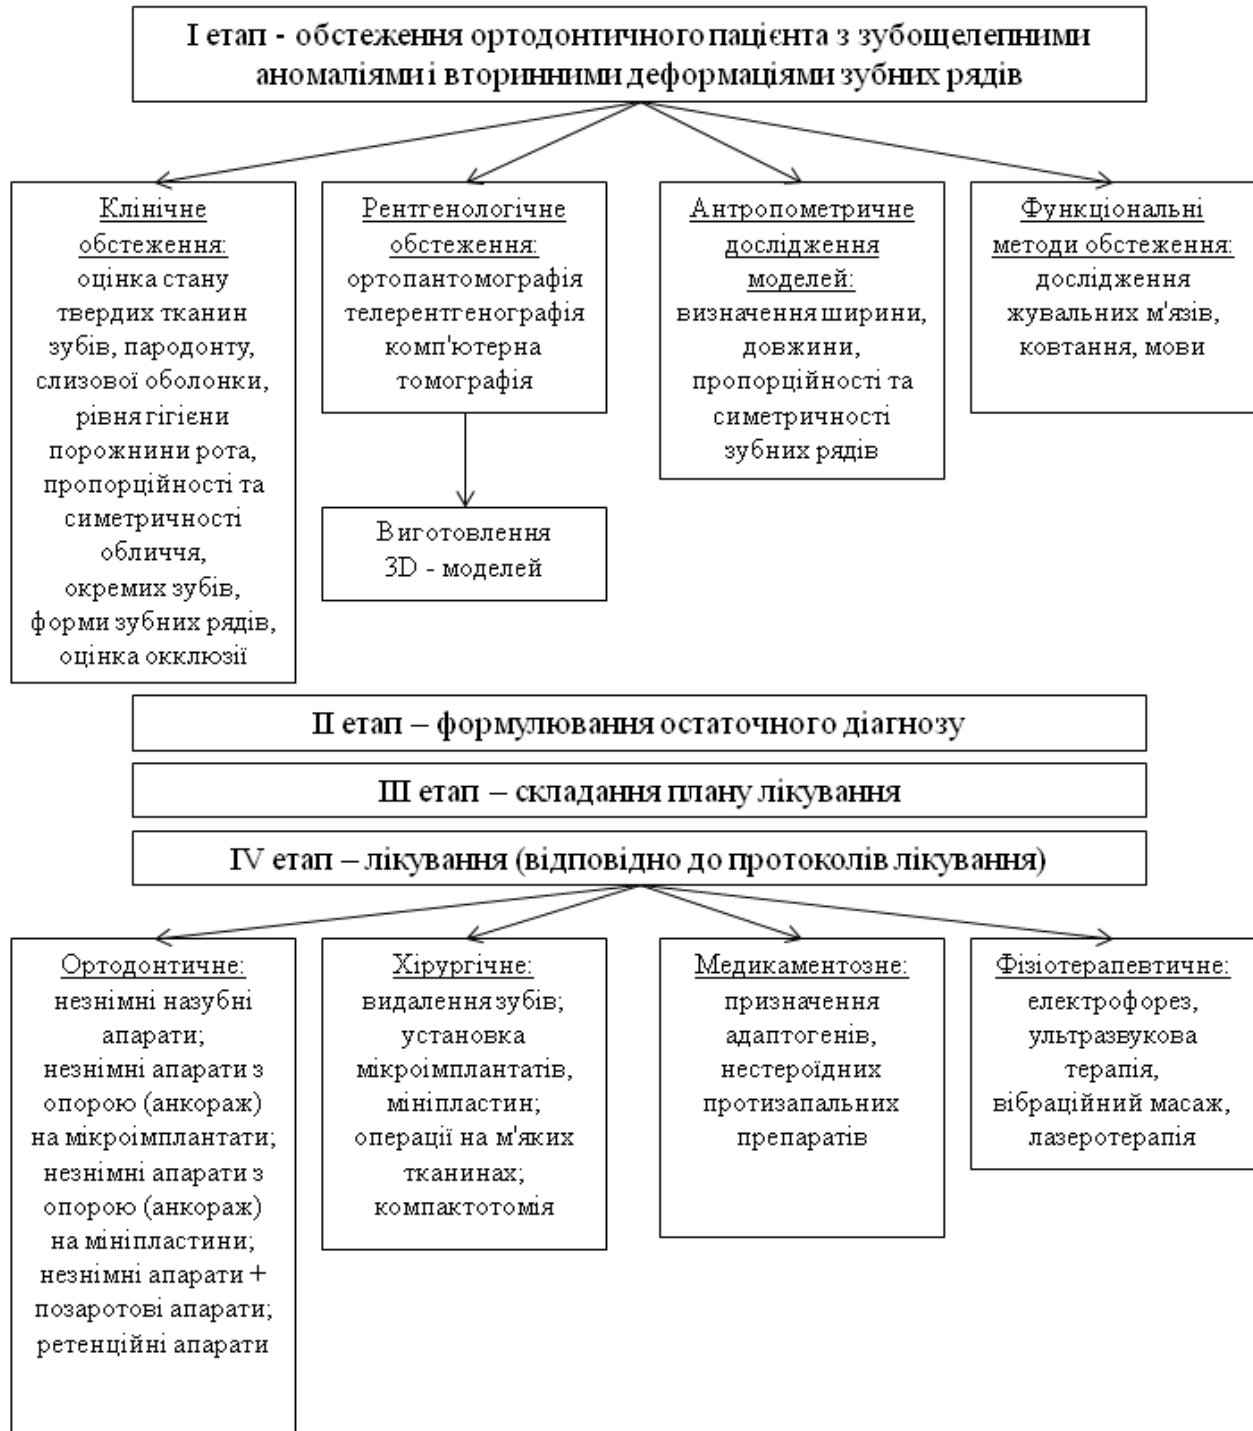 І етап - обстеження ортодонтичного пацієнта з зубощелепними
аномаліями і вторинними деформаціями зубних рядів
Клінічне
обстеження:
оцінка стану
твердих тканин
зубів, пародонту,
слизової оболонки,
рівня гігієни
порожнини рота,
пропорційності та
симетричності
обличчя,
окремих зубів,
форми зубних рядів,
оцінка окклюзії
Рентгенологічне
обстеження:
ортопантомографія
телерентгенографія
комп'ютерна
томографія
Виготовлення
3D - моделей
Антропометричне
дослідження
моделей:
визначення ширини,
довжини,
пропорційності та
симетричності
зубних рядів
Функціональні
методи обстеження:
дослідження
жувальних м'язів,
ковтання, мови
ІІ етап – формулювання остаточного діагнозу
ІІІ етап – складання плану лікування
IV етап – лікування (відповідно до протоколів лікування)
Ортодонтичне:
незнімні назубні
апарати;
незнімні апарати з
опорою (анкораж)
на мікроімплантати;
незнімні апарати з
опорою (анкораж)
на мініпластини;
незнімні апарати +
позаротові апарати;
ретенційні апарати
Хірургічне:
видалення зубів;
установка
мікроімплантатів,
мініпластин;
операції на м'яких
тканинах;
компактотомія
Медикаментозне:
призначення
адаптогенів,
нестероїдних
протизапальних
препаратів
Фізіотерапевтичне:
електрофорез,
ультразвукова
терапія,
вібраційний масаж,
лазеротерапія